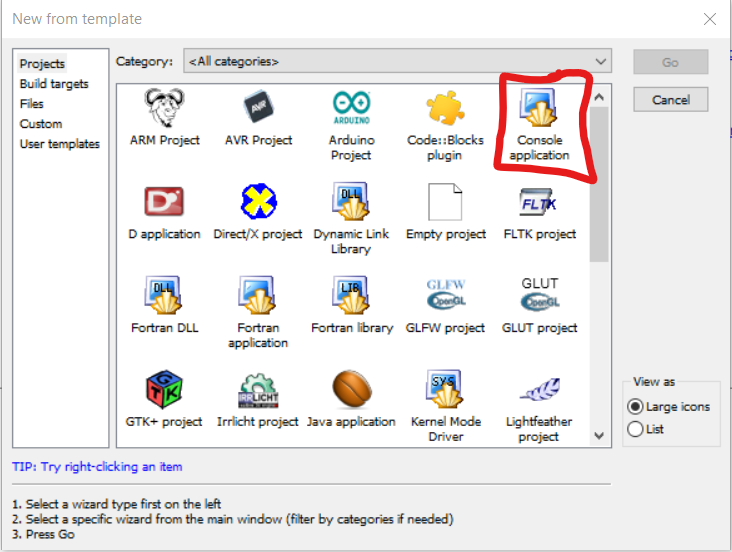 New from template
Projects
Build targets
Files
Custom
User templates
Category: <All categories>
Go
Cancel
ARM Project
AVR
AVR Project
ARDUINO
Arduino
Project
Code::Blocks
plugin
Console
application
D
D application
Direct/X project
DLL
Dynamic Link
Library
Empty project
FLTK
FLTK project
DLL
Fortran DLL
Fortran
application
LIB
Fortran library
GLFW
OpenGL
GLFW project
GLUT
OpenGL
GLUT project
GTK
GTK+ project
IRRLICHT
Irrlicht project
Java application
SYS
Kernel Mode
Driver
Lightfeather
project
View as
Large icons
List
TIP: Try right-clicking an item
1. Select a wizard type first on the left
2. Select a specific wizard from the main window (filter by categories if needed)
3. Press Go